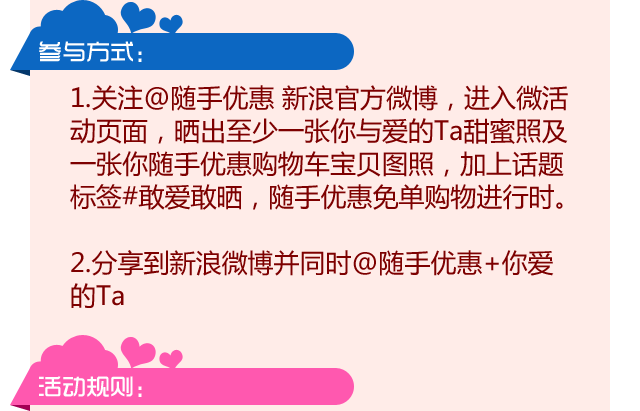 参与方式：
1.关注@随手优惠 新浪官方微博，进入微活
动页面，晒出至少一张你与爱的Ta甜蜜照及
一张你随手优惠购物车宝贝图照，加上话题
标签#敢爱敢晒，随手优惠免单购物进行时。
2.分享到新浪微博并同时@随手优惠+你爱
的Ta
活动规则：